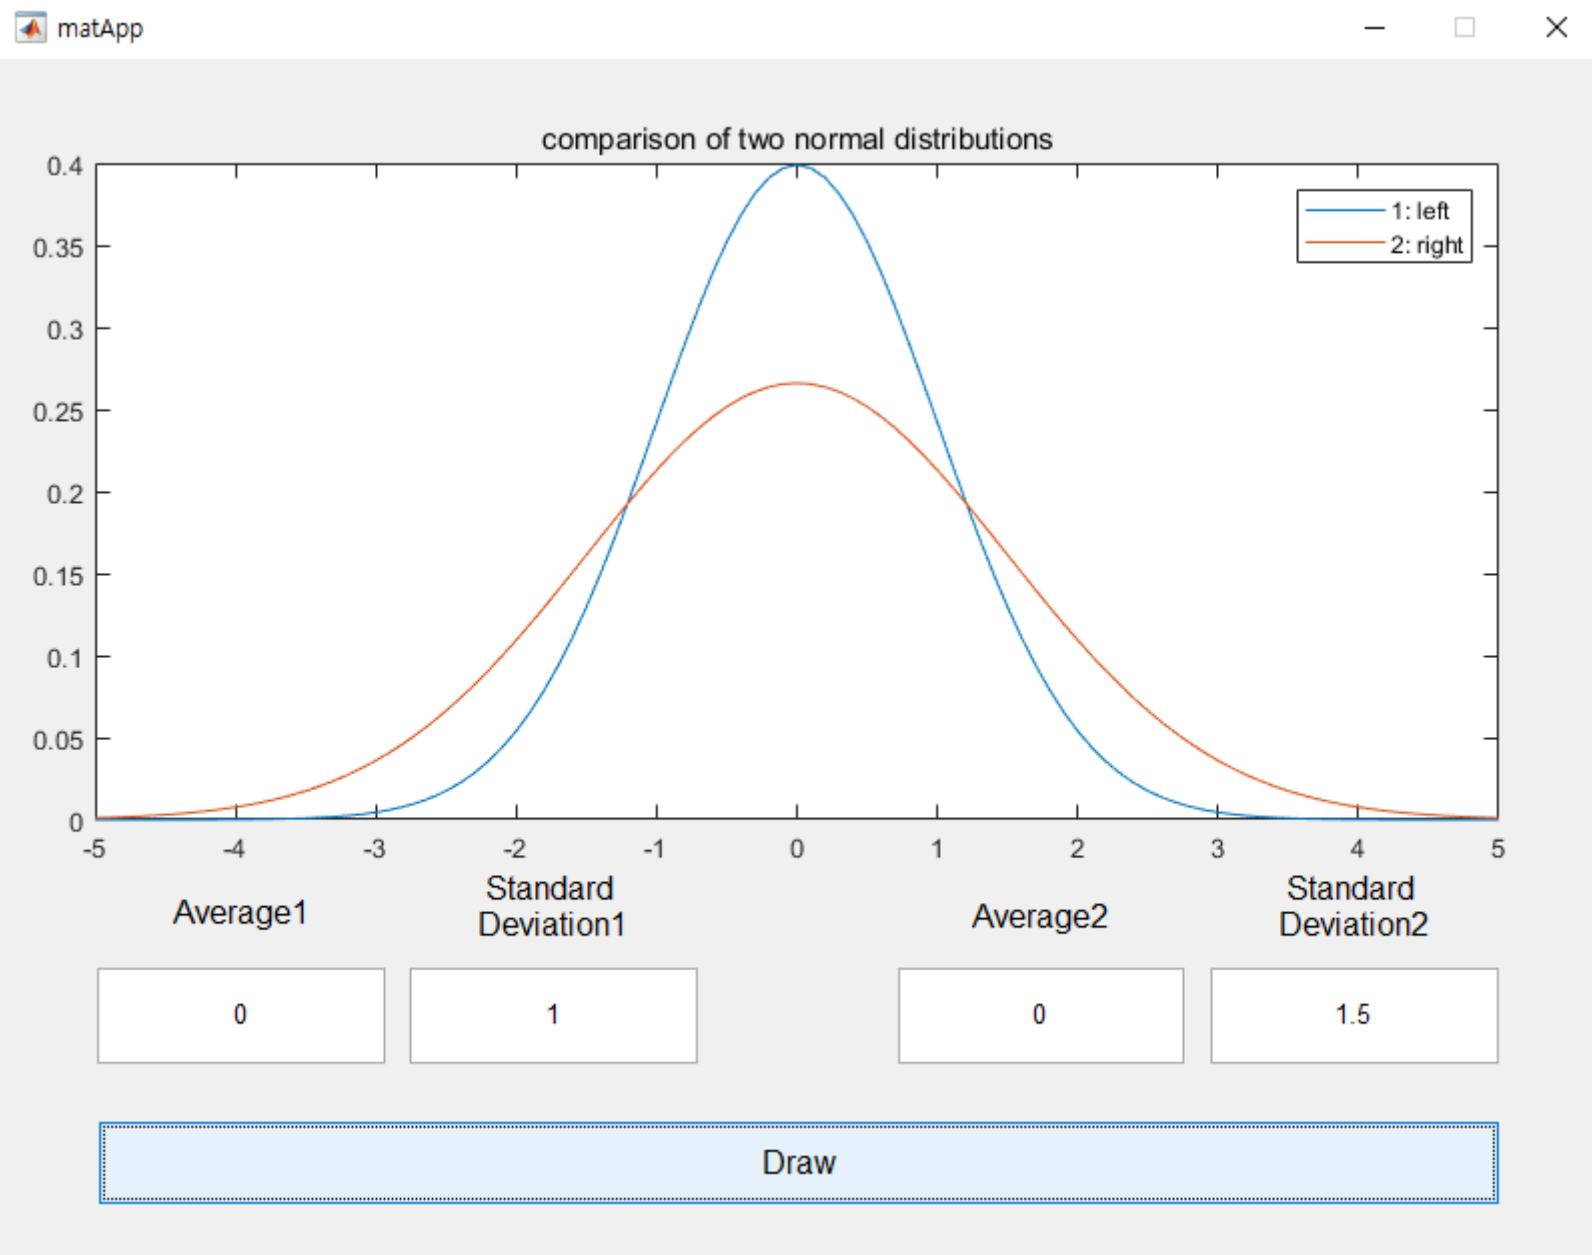 matApp
comparison of two normal distributions
0.4
0.35
0.3
0.25
0.2
0.15
0.1
0.05
0
1: left
2: right
-5 -4 -3 -2 -1 0 1 2 3 4 5
Average1
Standard
Deviation1
Average2
Standard
Deviation2
0 1 0 1.5
Draw